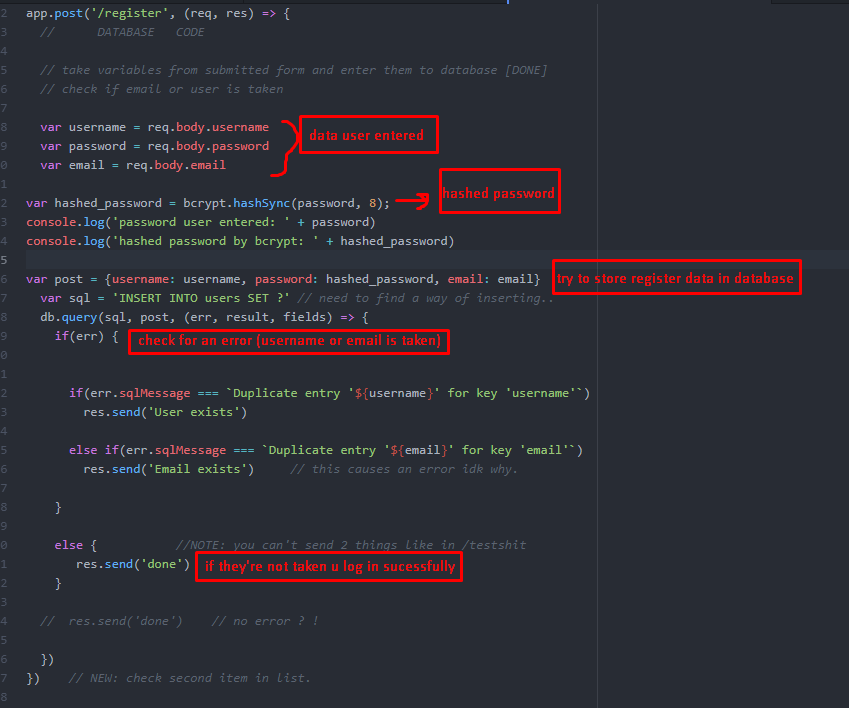 2 app.post('/register', (req, res) => {
3 // DATABASE CODE
4
5 // take variables from submitted form and enter them to database [DONE]
6 // check if email or user is taken
7
8 var username = req.body.username
9 var password = req.body.password data user entered
0 var email = req.body.email
1
2 var hashed_password = bcrypt.hashSync(password, 8); hashed password
3 console.log('password user entered: ' + password)
4 console.log('hashed password by bcrypt: ' + hashed_password)
5
6 var post = {username: username, password: hashed_password, email: email} try to store register data in database
7 var sql = 'INSERT INTO users SET ?' // need to find a way of inserting..
8 db.query(sql, post, (err, result, fields) => {
9 if(err) { check for an error (username or email is taken)
0
1
2 if(err.sqlMessage === `Duplicate entry '${username}' for key 'username'`)
3 res.send('User exists')
4
5 else if(err.sqlMessage === `Duplicate entry '${email}' for key 'email'`)
6 res.send('Email exists') // this causes an error idk why.
7
8 }
9
0 else { //NOTE: you can't send 2 things like in /testshit
1 res.send('done') if they're not taken u log in sucessfully
2 }
3
4 // res.send('done') // no error ? !
5
6 })
7 }) // NEW: check second item in list.
8